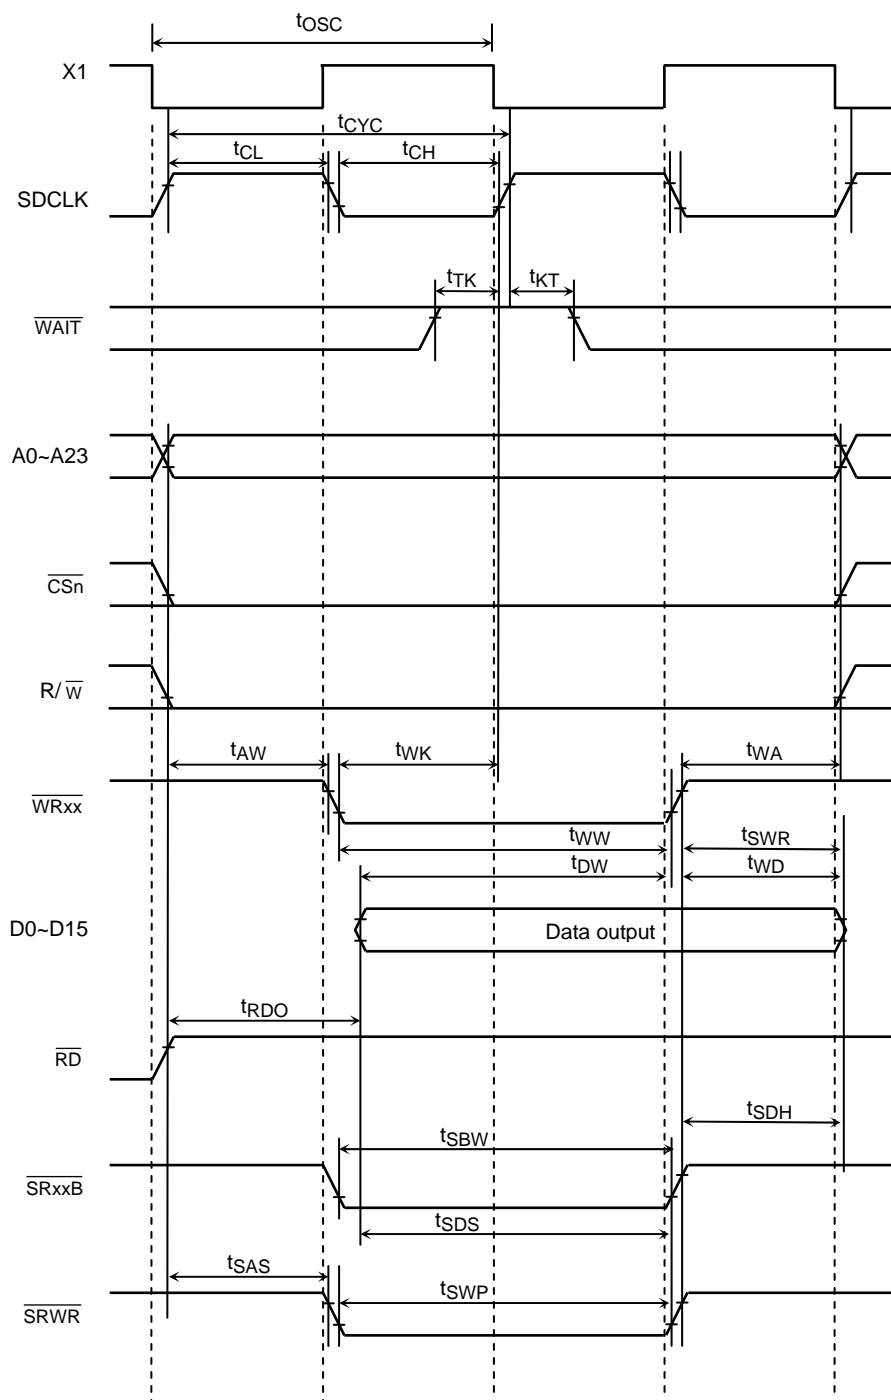 tOSC
X1
tCYC
tCL tCH
SDCLK
tTK tKT
WAIT
A0~A23
CSn
R/ W
tAW tWK tWA
WRxx
tWW tSWR
tDW tWD
D0~D15 Data output
tRDO
RD
tSDH
tSBW
SRxxB
tSDS
tSAS
tSWP
SRWR